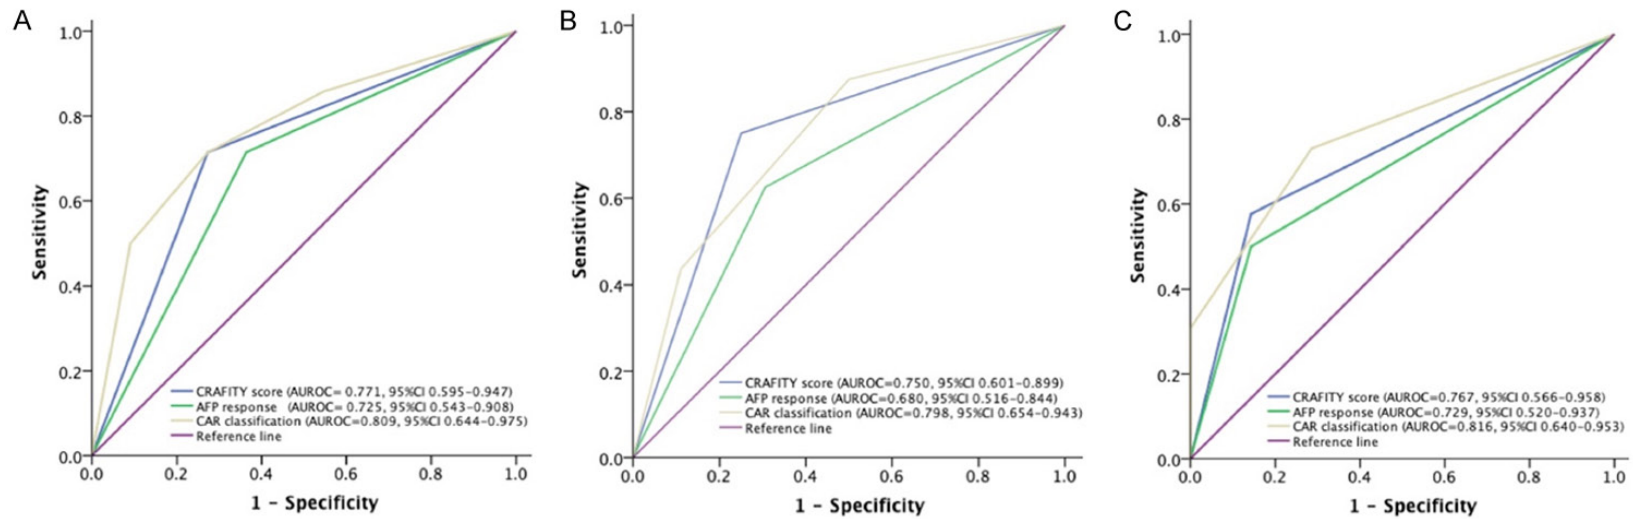 A
1.0
0.8
0.6
0.4
0.2
0.0
Sensitivity
CRAFITY score (AUROC= 0.771, 95%CI 0.595-0.947)
AFP response (AUROC= 0.725, 95%CI 0.543-0.908)
CAR classification (AUROC=0.809, 95%CI 0.644-0.975)
Reference line
0.0 0.2 0.4 0.6 0.8 1.0
1 - Specificity
B
1.0
0.8
0.6
0.4
0.2
0.0
Sensitivity
CRAFITY score (AUROC=0.750, 95%CI 0.601-0.899)
AFP response (AUROC=0.680, 95%CI 0.516-0.844)
CAR classification (AUROC=0.798, 95%CI 0.654-0.943)
Reference line
0.0 0.2 0.4 0.6 0.8 1.0
1 - Specificity
C
1.0
0.8
0.6
0.4
0.2
0.0
Sensitivity
CRAFITY score (AUROC=0.767, 95%CI 0.566-0.958)
AFP response (AUROC=0.729, 95%CI 0.520-0.937)
CAR classification (AUROC=0.816, 95%CI 0.640-0.953)
Reference line
0.0 0.2 0.4 0.6 0.8 1.0
1 - Specificity